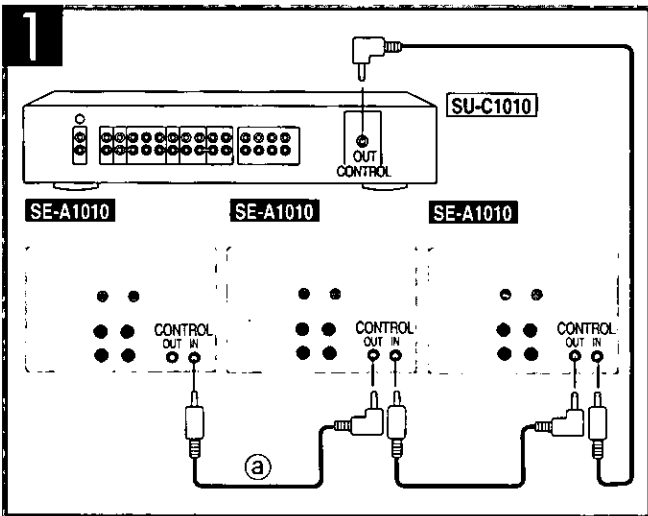 1
SU-C1010
OUT
CONTROL
SE-A1010
SE-A1010
SE-A1010
CONTROL
OUT IN
CONTROL
OUT IN
CONTROL
OUT IN
ⓐ